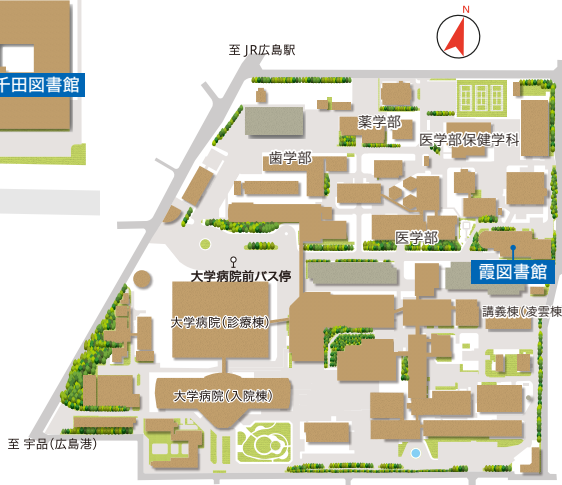 N
至 JR広島駅
千田図書館
薬学部
医学部保健学科
歯学部
医学部
大学病院前バス停
霞図書館
講義棟(凌雲棟
大学病院(診療棟)
大学病院(入院棟)
至 宇品(広島港)